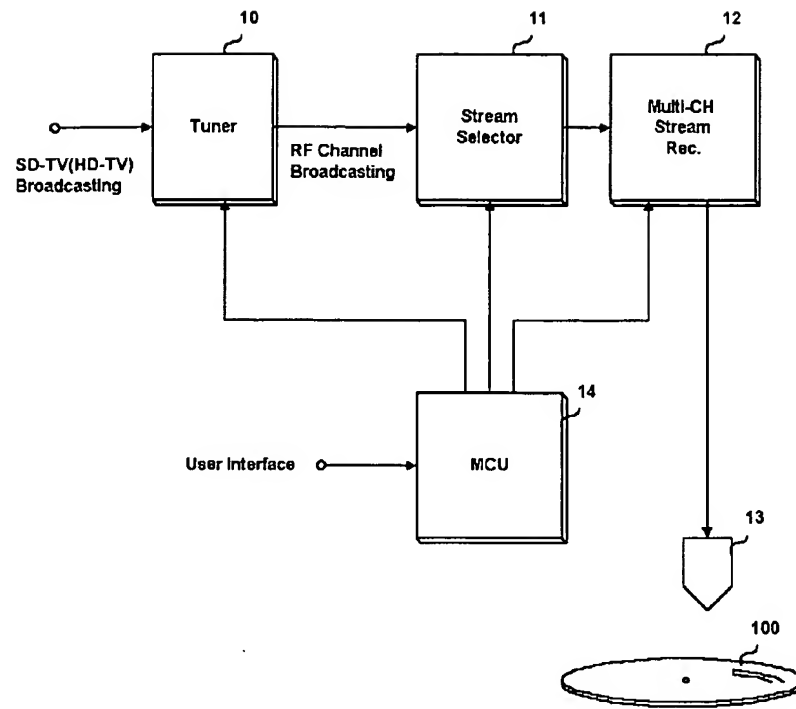 10
11
12
Tuner
Stream
Selector
Multi-CH
Stream
Rec.
SD-TV(HD-TV)
Broadcasting
RF Channel
Broadcasting
14
User Interface
MCU
13
100